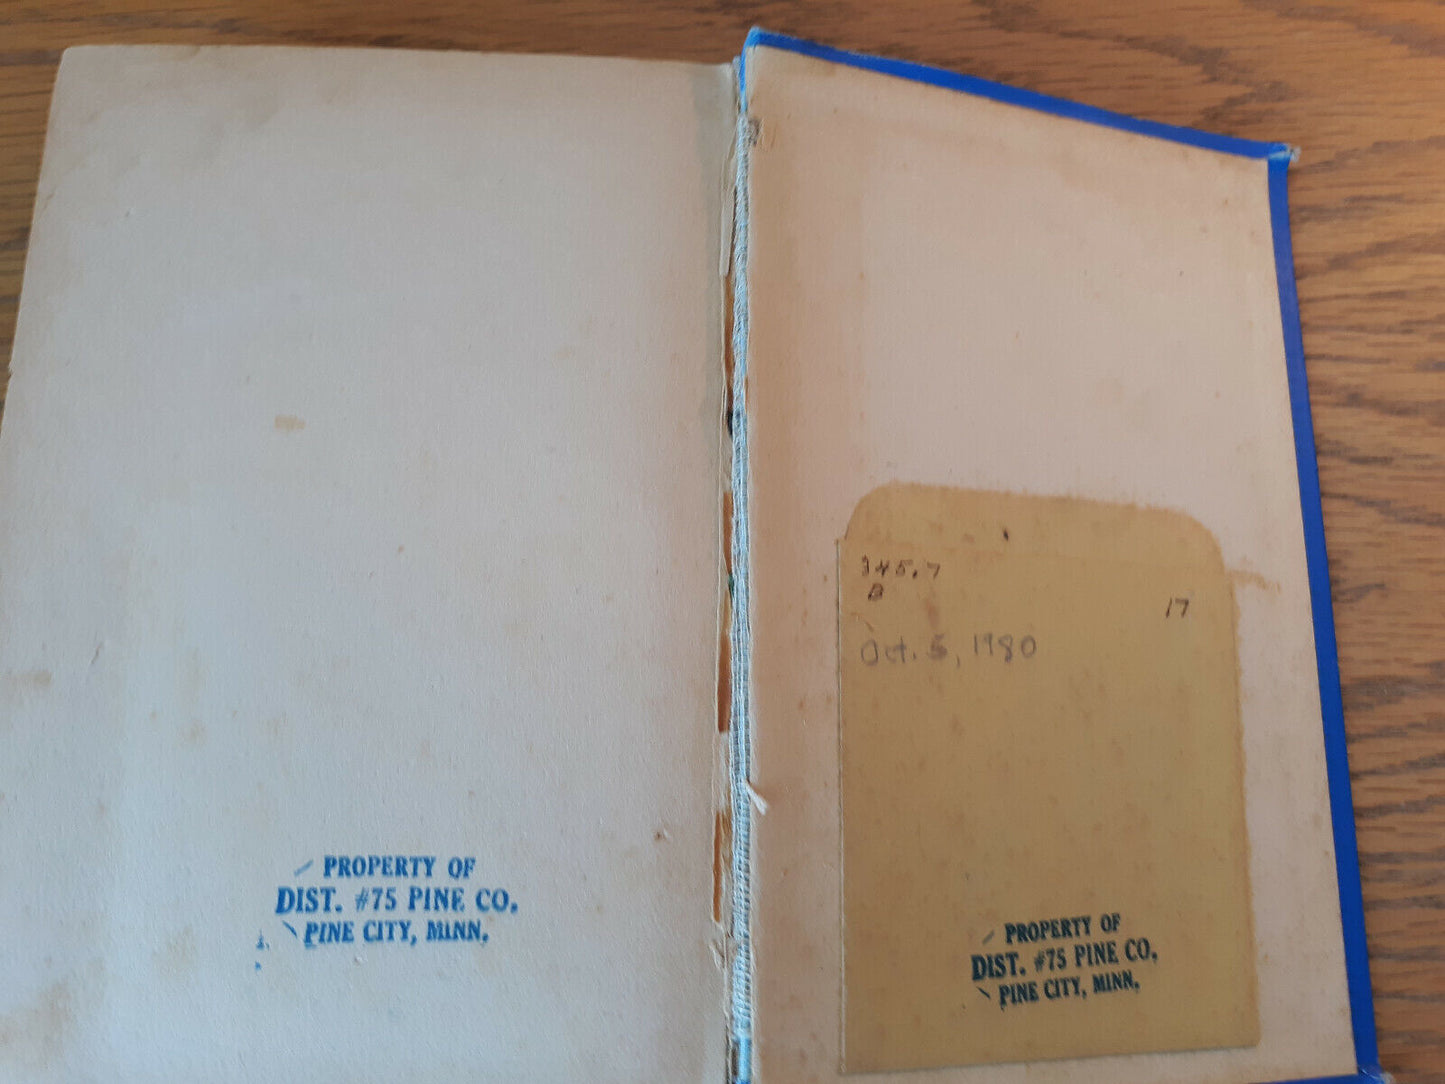 PROPERTY OF
DIST. #75 PINE CO.
PINE CITY, MINN.
345.7
B
17
Oct. 5, 1980
PROPERTY OF
DIST. #75 PINE CO.
PINE CITY, MINN.